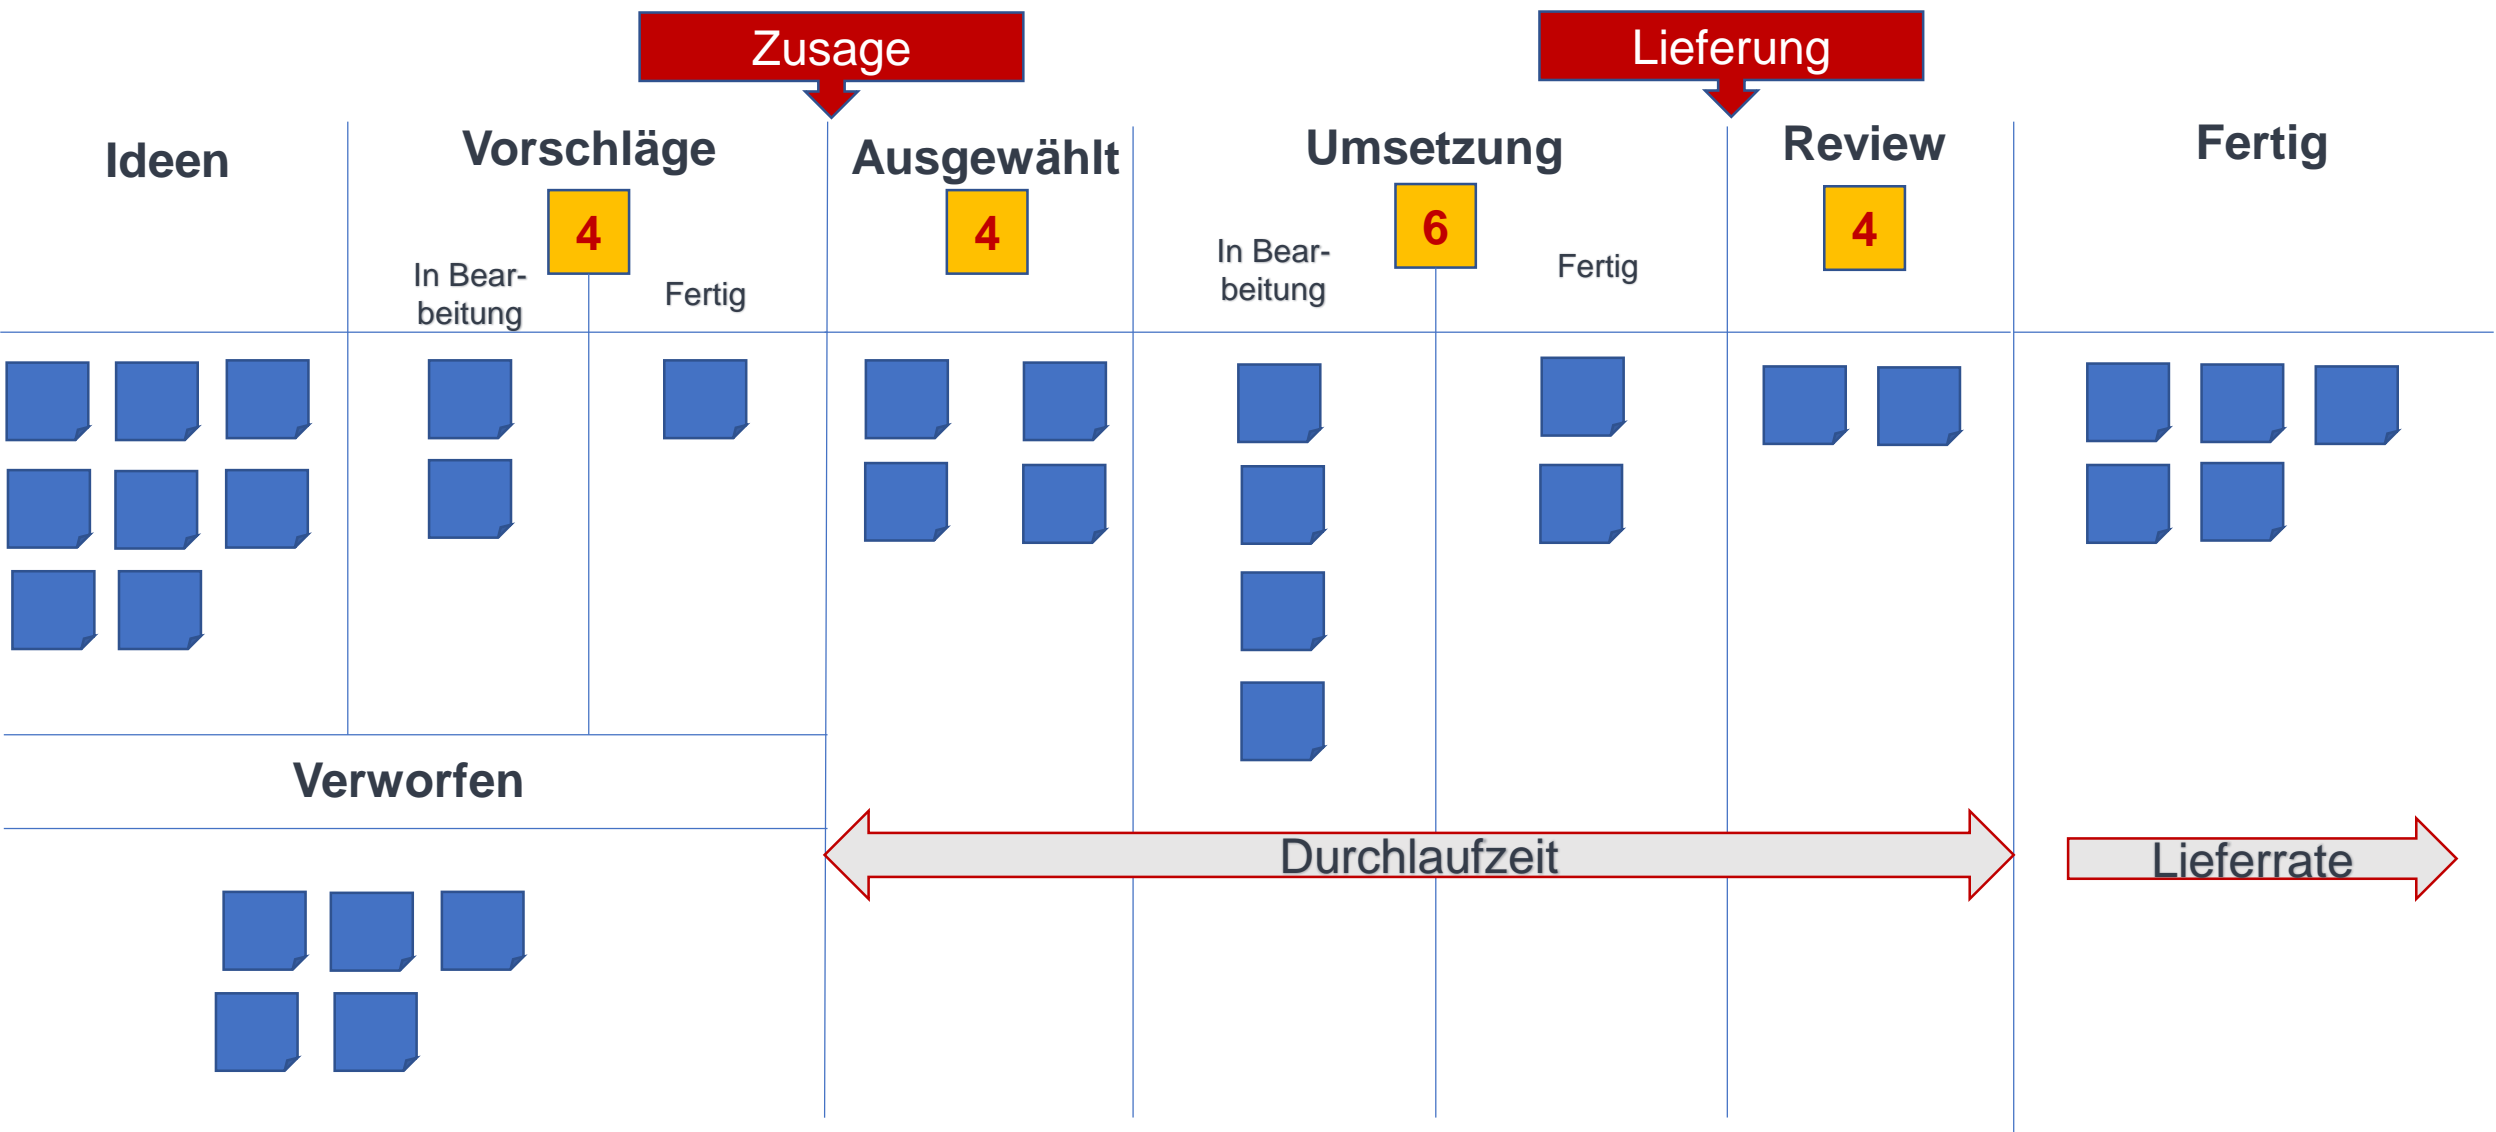 Zusage
Lieferung
Ideen
Vorschläge
Ausgewählt
Umsetzung
Review
Fertig
4
4
6
4
In Bear-
beitung
Fertig
In Bear-
beitung
Fertig
Verworfen
Durchlaufzeit
Lieferrate